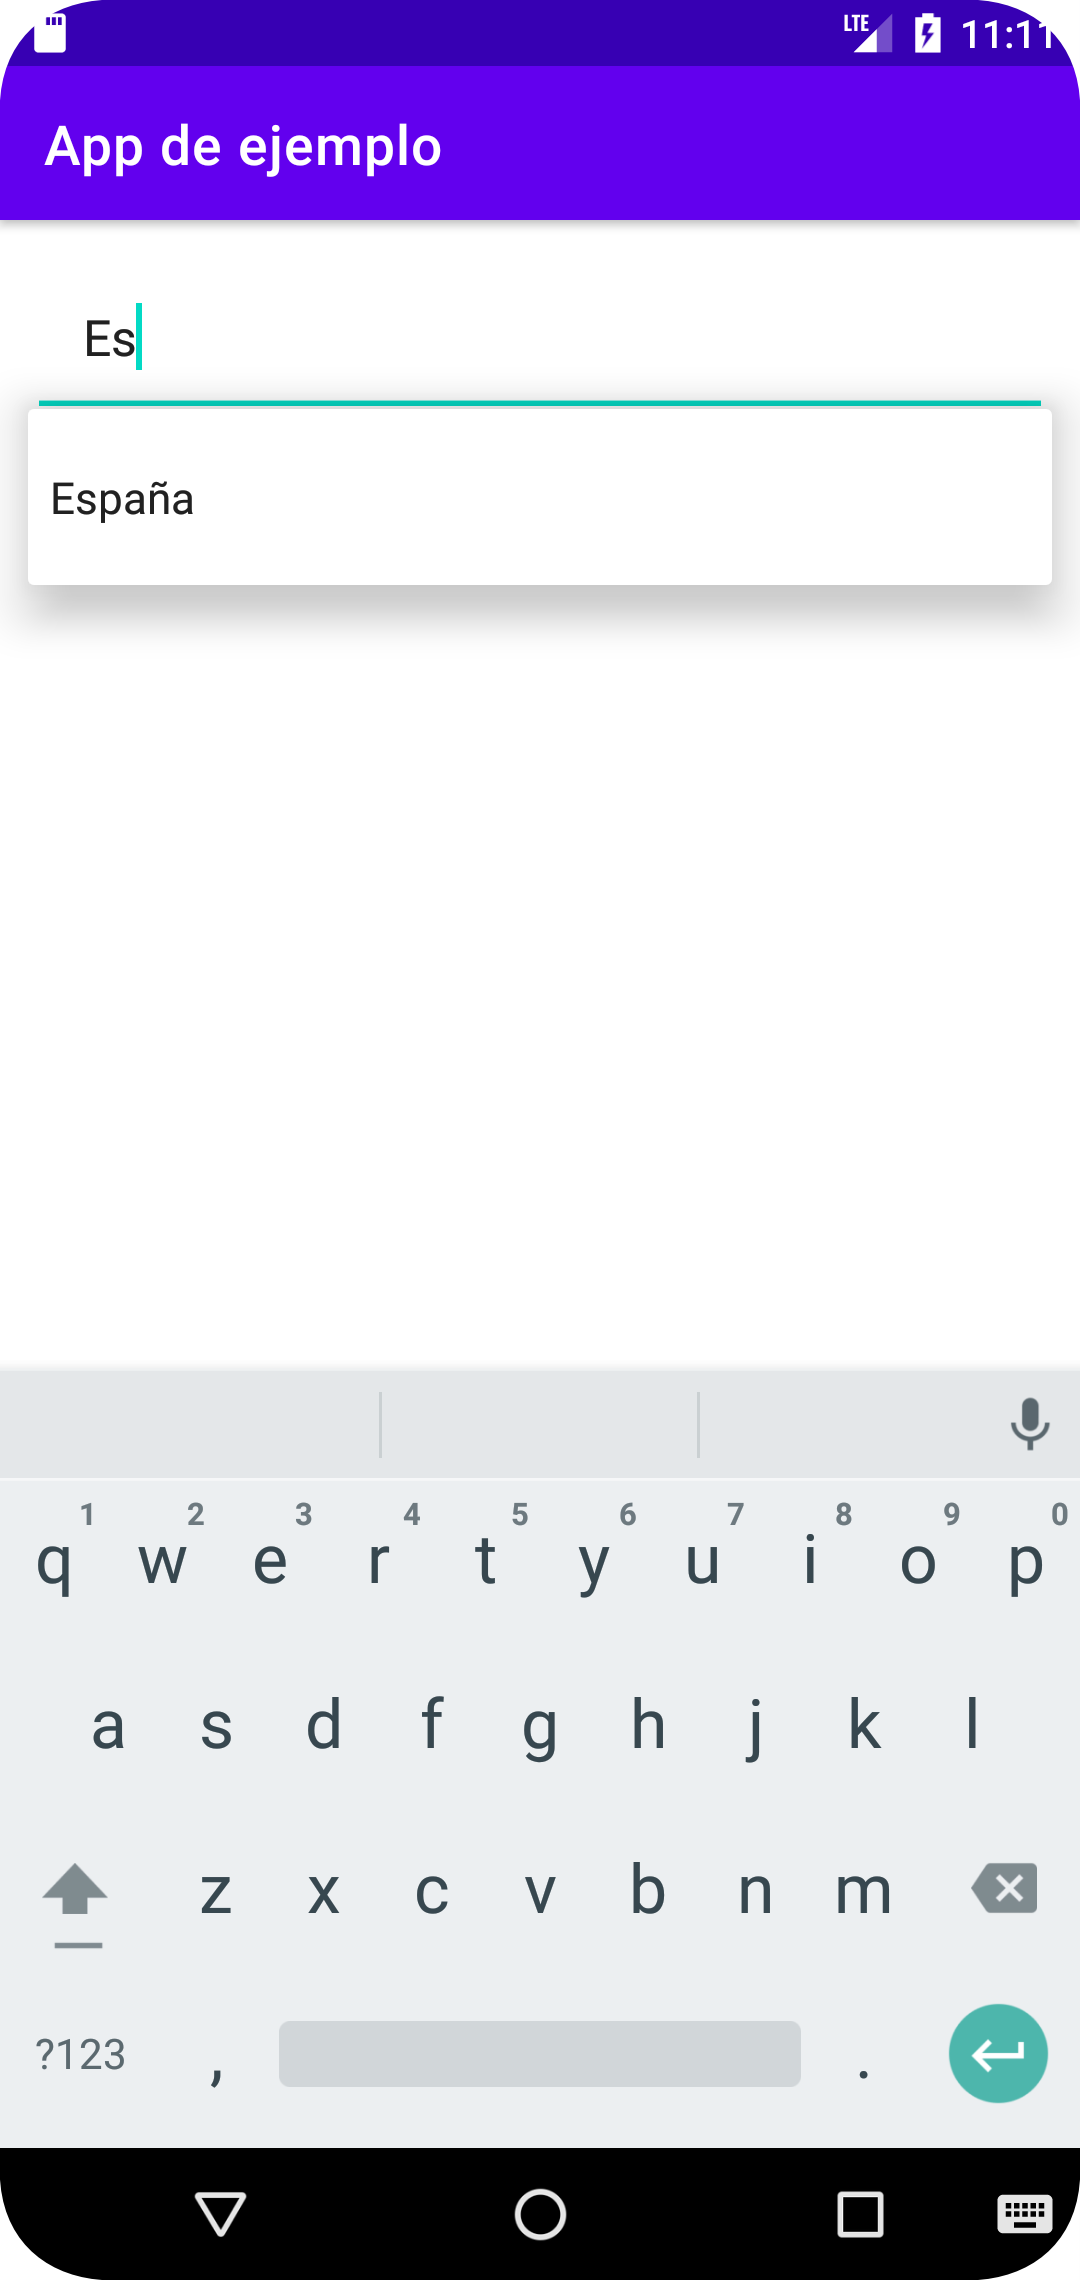 LTE 11:11
App de ejemplo
Es
España
1 2 3 4 5 6 7 8 9 0
q w e r t y u i o p
a s d f g h j k l
z x c v b n m
?123 , .